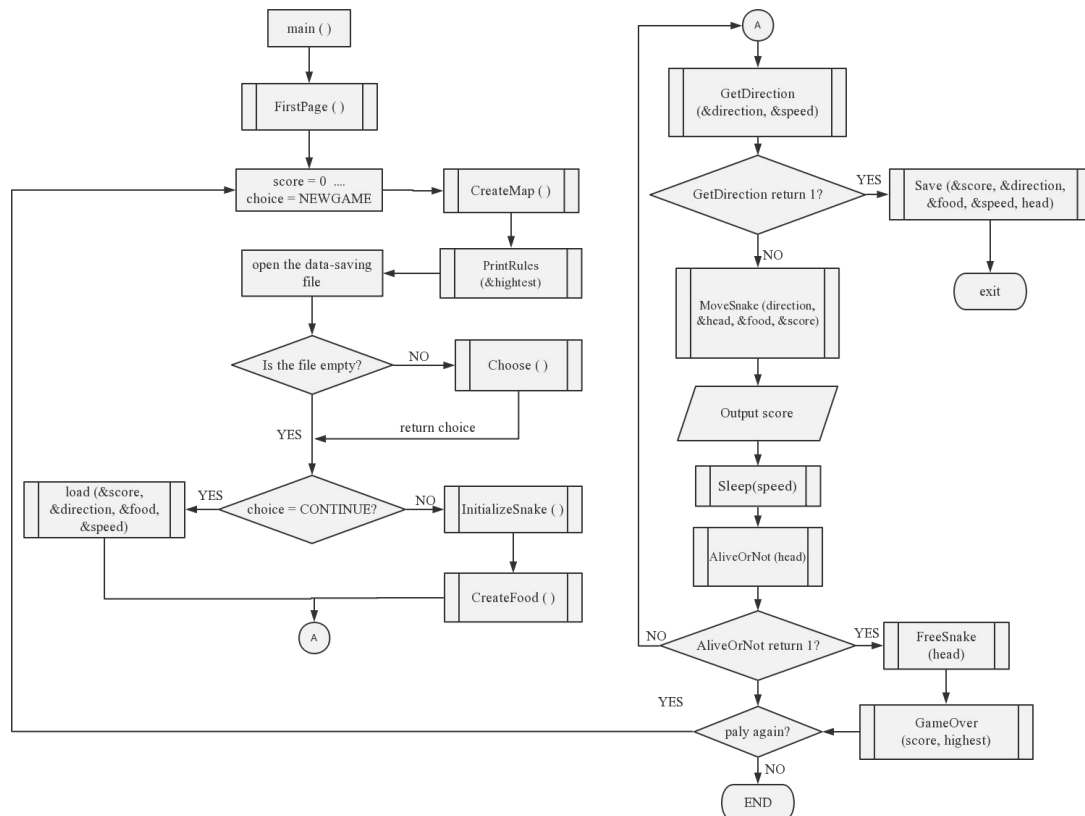 main ( )
FirstPage ( )
score = 0 ....
choice = NEWGAME
CreateMap ( )
PrintRules
(&hightest)
open the data-saving
file
Is the file empty?
NO
Choose ( )
return choice
YES
choice = CONTINUE?
YES
load (&score,
&direction, &food,
&speed)
NO
InitializeSnake ( )
CreateFood ( )
A
A
GetDirection
(&direction, &speed)
GetDirection return 1?
YES
Save (&score, &direction,
&food, &speed, head)
exit
NO
MoveSnake (direction,
&head, &food, &score)
Output score
Sleep(speed)
AliveOrNot (head)
AliveOrNot return 1?
NO
YES
FreeSnake
(head)
GameOver
(score, highest)
YES
paly again?
NO
END